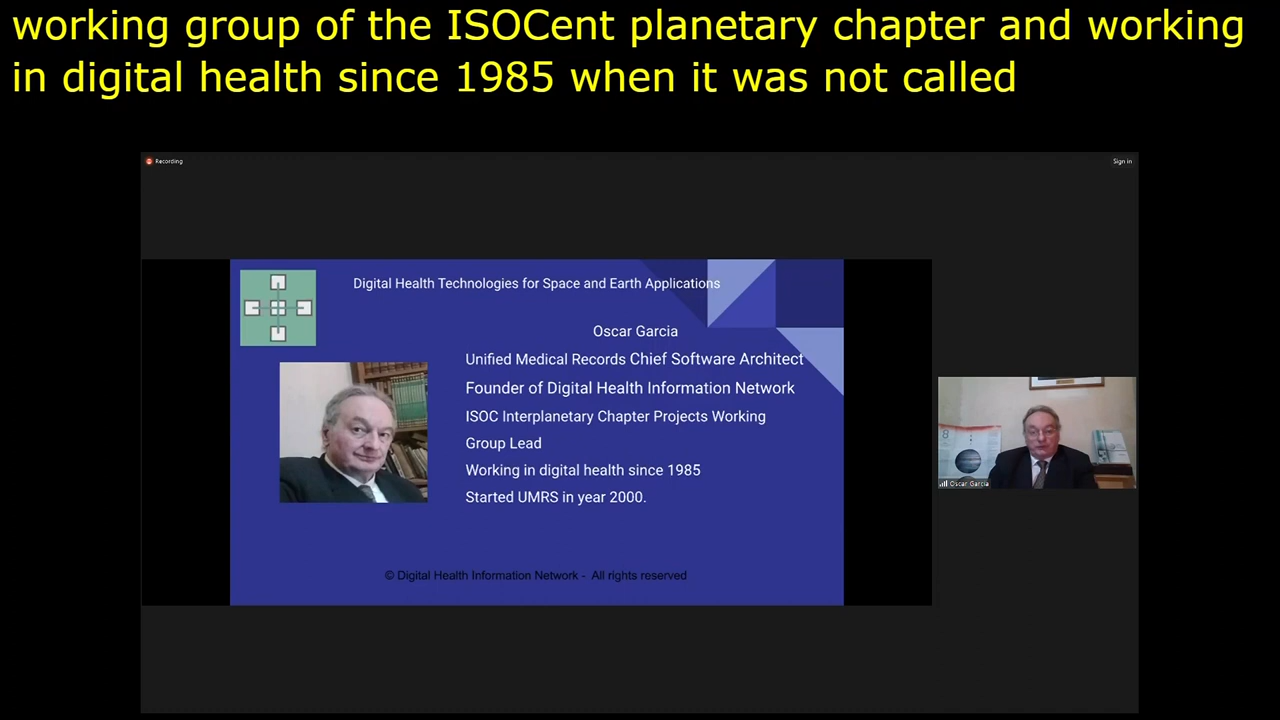 working group of the ISOCent planetary chapter and working
in digital health since 1985 when it was not called
Recording
Sign in
Digital Health Technologies for Space and Earth Applications
Oscar Garcia
Unified Medical Records Chief Software Architect
Founder of Digital Health Information Network
ISOC Interplanetary Chapter Projects Working
Group Lead
Working in digital health since 1985
Started UMRS in year 2000.
© Digital Health Information Network - All rights reserved
8
Oscar Garcia